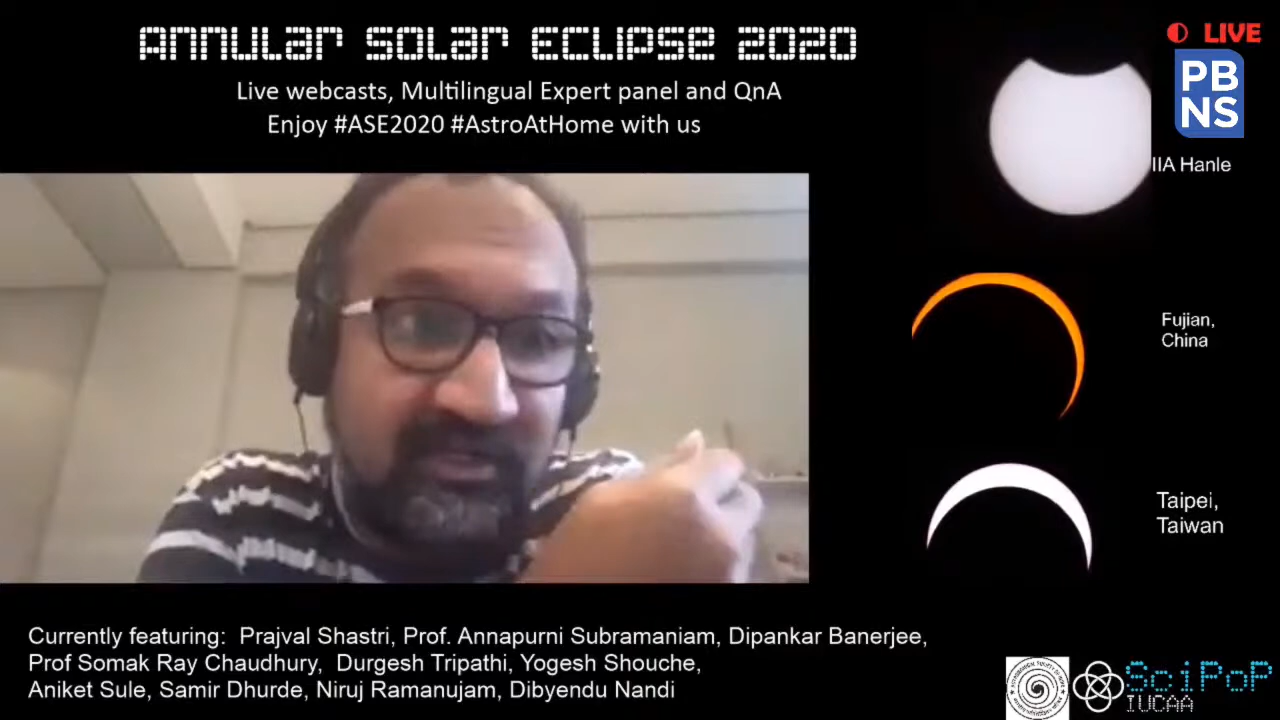 ANNULAR SOLAR ECLIPSE 2020
Live webcasts, Multilingual Expert panel and QnA
Enjoy #ASE2020 #AstroAtHome with us
LIVE
PB
NS
IIA Hanle
Fujian,
China
Taipei,
Taiwan
Currently featuring:  Prajval Shastri, Prof. Annapurni Subramaniam, Dipankar Banerjee,
Prof Somak Ray Chaudhury,  Durgesh Tripathi, Yogesh Shouche,
Aniket Sule, Samir Dhurde, Niruj Ramanujam, Dibyendu Nandi
SciPoP
IUCAA